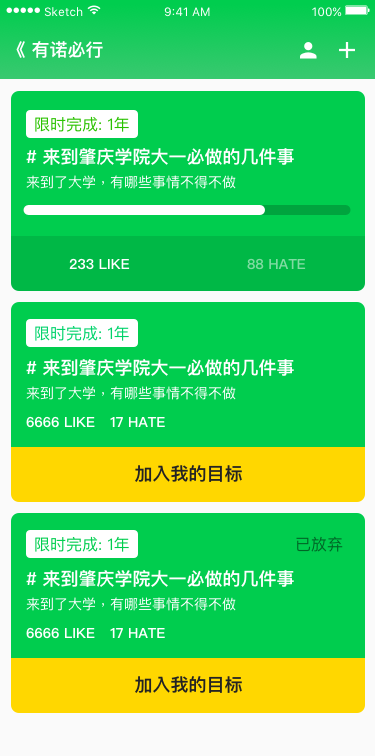 Sketch 9:41 AM 100%
《 有诺必行
限时完成: 1年
# 来到肇庆学院大一必做的几件事
来到了大学，有哪些事情不得不做
233 LIKE 88 HATE
限时完成: 1年
# 来到肇庆学院大一必做的几件事
来到了大学，有哪些事情不得不做
6666 LIKE 17 HATE
加入我的目标
限时完成: 1年 已放弃
# 来到肇庆学院大一必做的几件事
来到了大学，有哪些事情不得不做
6666 LIKE 17 HATE
加入我的目标